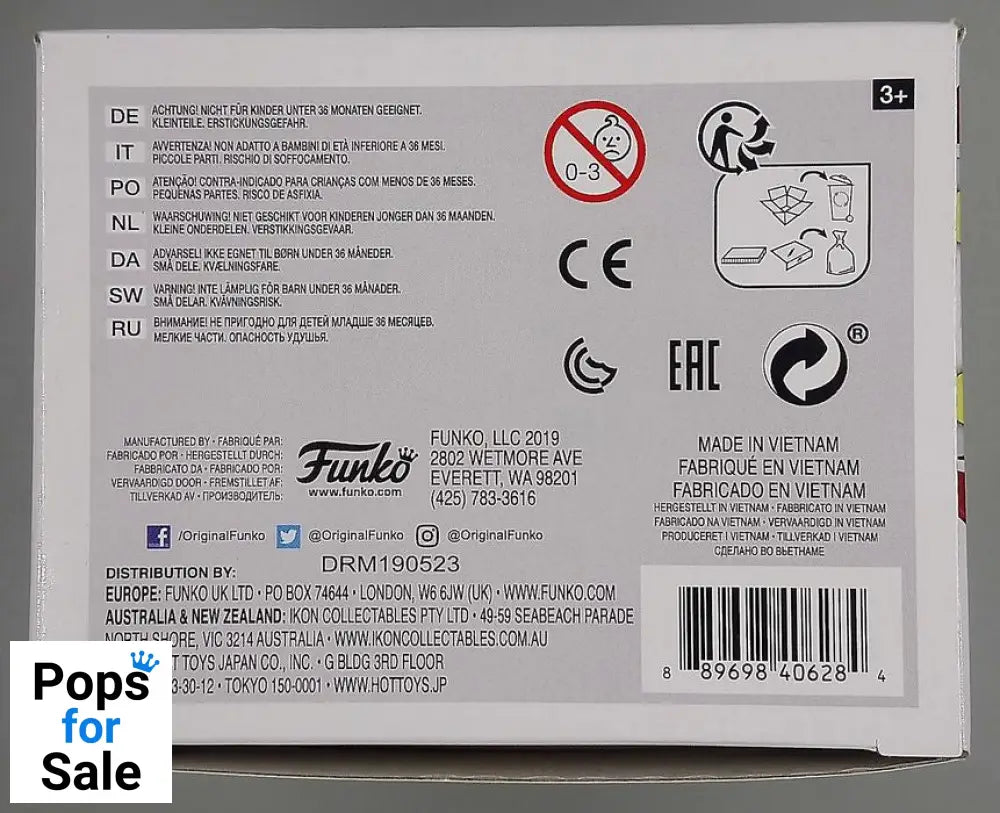 3+
DE ACHTUNG! NICHT FÜR KINDER UNTER 36 MONATEN GEEIGNET.
KLEINTEILE. ERSTICKUNGSGEFAHR.
IT AVVERTENZA! NON ADATTO A BAMBINI DI ETÀ INFERIORE A 36 MESI.
PICCOLE PARTI. RISCHIO DI SOFFOCAMENTO.
PO ATENÇÃO! CONTRA-INDICADO PARA CRIANÇAS COM MENOS DE 36 MESES.
PEQUENAS PARTES. RISCO DE ASFIXIA.
NL WAARSCHUWING! NIET GESCHIKT VOOR KINDEREN JONGER DAN 36 MAANDEN.
KLEINE ONDERDELEN. VERSTIKKINGSGEVAAR.
DA ADVARSEL! IKKE EGNET TIL BØRN UNDER 36 MÅNEDER.
SMÅ DELE. KVÆLNINGSFARE.
SW VARNING! INTE LÄMPLIG FÖR BARN UNDER 36 MÅNADER.
SMÅ DELAR. KVÄVNINGSRISK.
RU ВНИМАНИЕ! НЕ ПРИГОДНО ДЛЯ ДЕТЕЙ МЛАДШЕ 36 МЕСЯЦЕВ.
МЕЛКИЕ ЧАСТИ. ОПАСНОСТЬ УДУШЬЯ.
0-3
CE
EAC
®
MANUFACTURED BY • FABRIQUÉ PAR:
FABRICADO POR • HERGESTELLT DURCH:
FABBRICATO DA • FABRICADO POR:
VERVAARDIGD DOOR • FREMSTILLET AF:
TILLVERKAD AV • ПРОИЗВОДИТЕЛЬ:
Funko
www.funko.com
FUNKO, LLC 2019
2802 WETMORE AVE
EVERETT, WA 98201
(425) 783-3616
/OriginalFunko @OriginalFunko @OriginalFunko
DRM190523
DISTRIBUTION BY:
EUROPE: FUNKO UK LTD • PO BOX 74644 • LONDON, W6 6JW (UK) • WWW.FUNKO.COM
AUSTRALIA & NEW ZEALAND: IKON COLLECTABLES PTY LTD • 49-59 SEABEACH PARADE
NORTH SHORE, VIC 3214 AUSTRALIA • WWW.IKONCOLLECTABLES.COM.AU
T TOYS JAPAN CO., INC. • G BLDG 3RD FLOOR
3-30-12 • TOKYO 150-0001 • WWW.HOTTOYS.JP
MADE IN VIETNAM
FABRIQUÉ EN VIETNAM
FABRICADO EN VIETNAM
HERGESTELLT IN VIETNAM • FABBRICATO IN VIETNAM
FABRICADO NA VIETNAM • VERVAARDIGD IN VIETNAM
PRODUCERET I VIETNAM • TILLVERKAD I VIETNAM
СДЕЛАНО ВО ВЬЕТНАМЕ
8 89698 40628 4
Pops
for
Sale